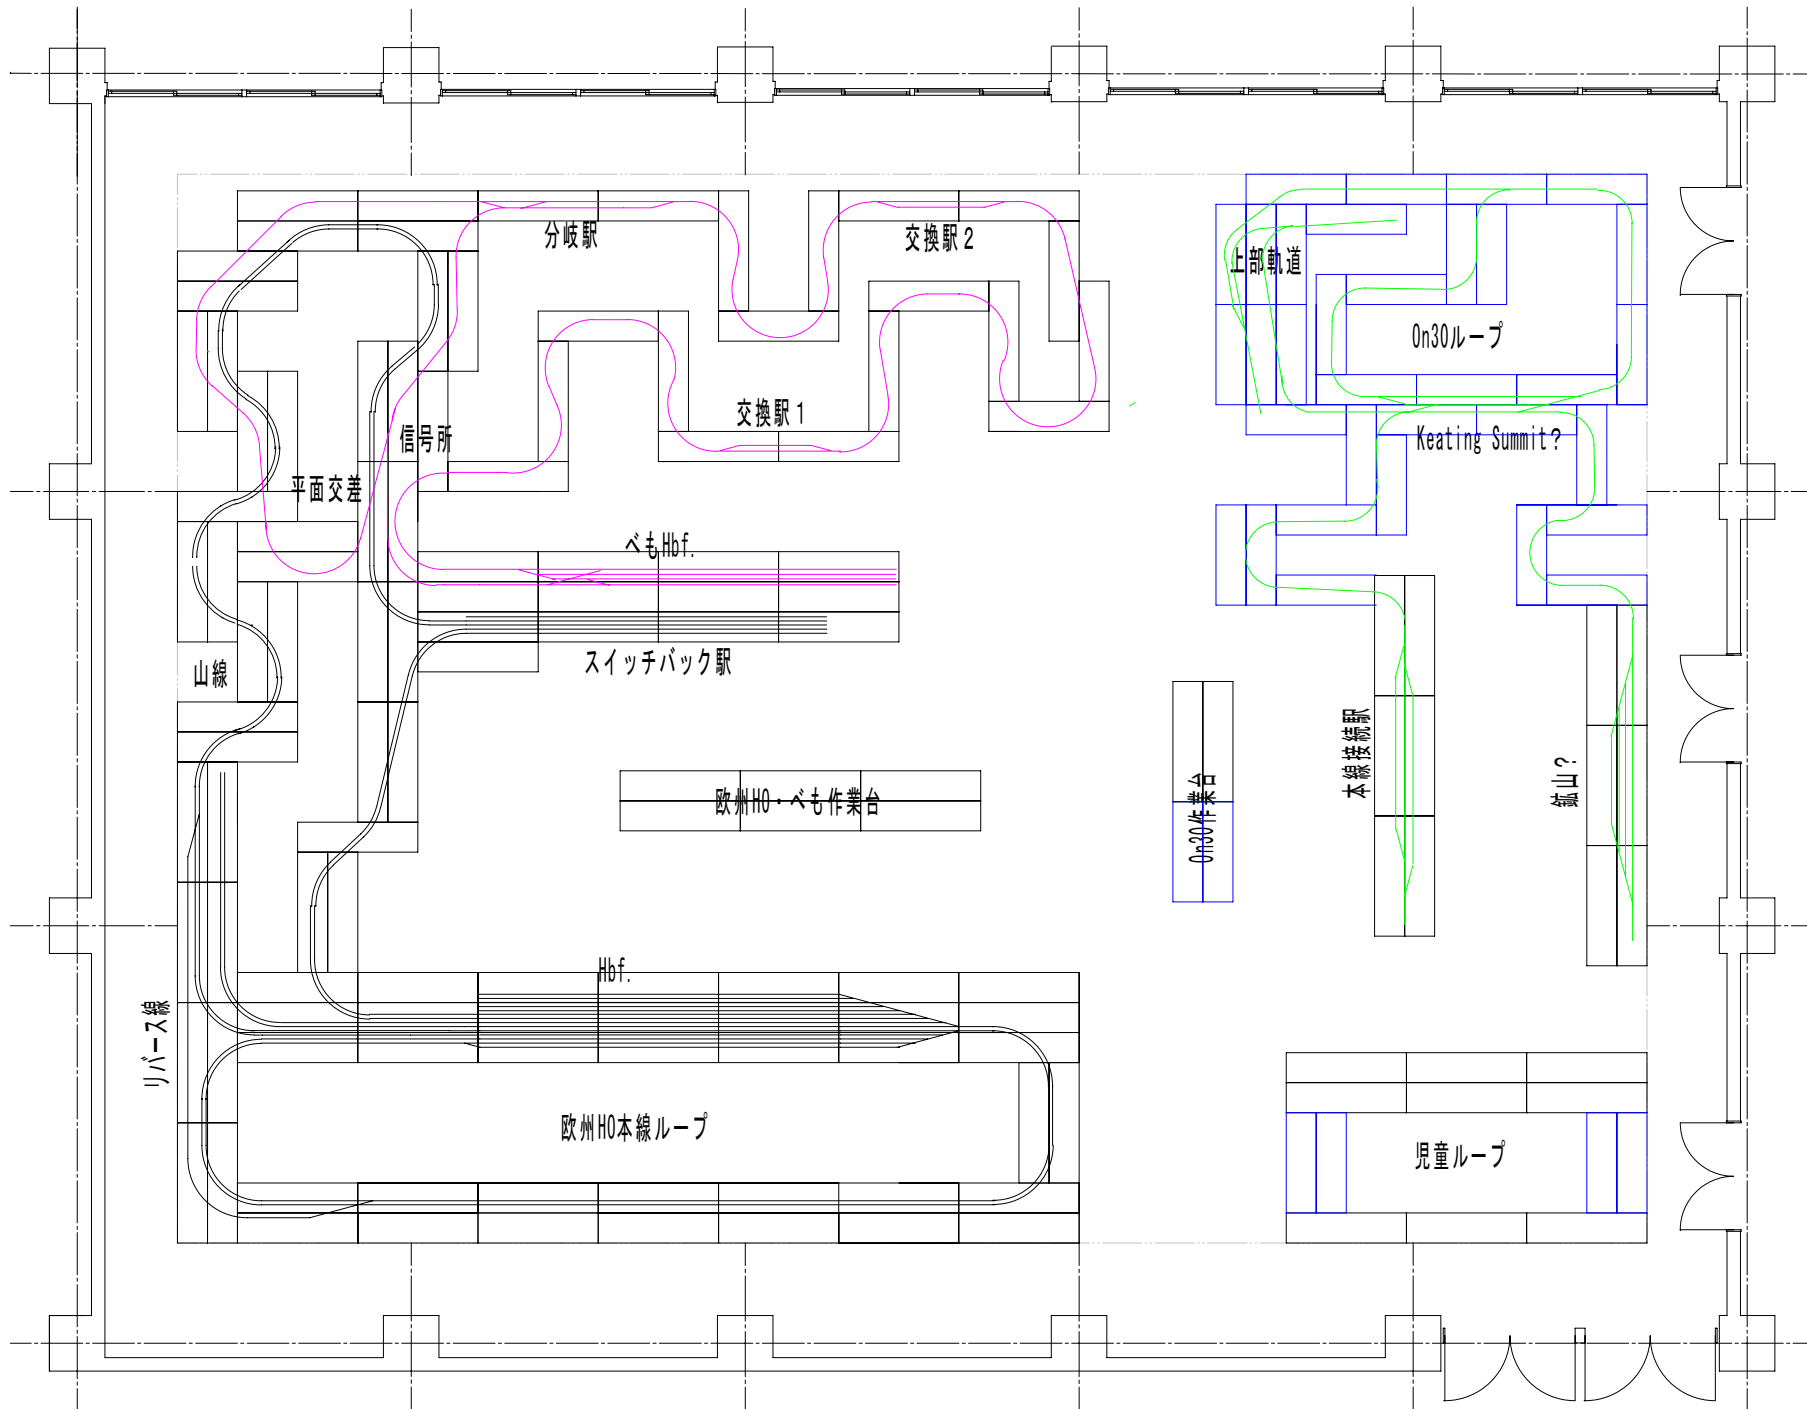 分岐駅
交換駅２
上部軌道
On30ループ
交換駅１
信号所
Keating Summit？
平面交差
べもHbf.
山線
スイッチバック駅
欧州HO・べも作業台
On30作業台
本線接続駅
鉱山？
Hbf.
リバース線
欧州HO本線ループ
児童ループ